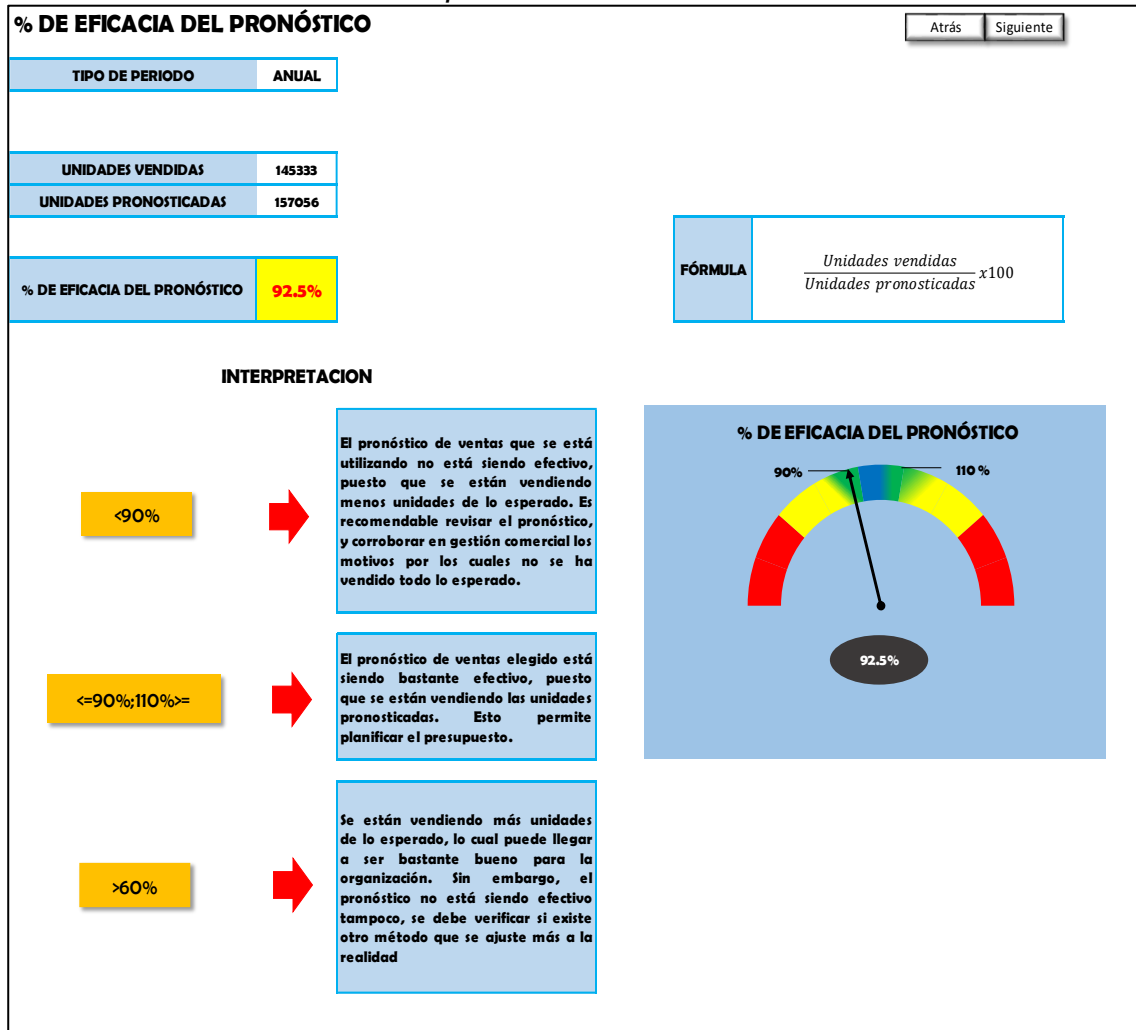 % DE EFICACIA DEL PRONÓSTICO
Atrás
Siguiente
TIPO DE PERIODO ANUAL
UNIDADES VENDIDAS 145333
UNIDADES PRONOSTICADAS 157056
% DE EFICACIA DEL PRONÓSTICO 92.5%
FÓRMULA
Unidades vendidas
Unidades pronosticadas x100
INTERPRETACION
<90%
El pronóstico de ventas que se está
utilizando no está siendo efectivo,
puesto que se están vendiendo
menos unidades de lo esperado. Es
recomendable revisar el pronóstico,
y corroborar en gestión comercial los
motivos por los cuales no se ha
vendido todo lo esperado.
<=90%;110%>=
El pronóstico de ventas elegido está
siendo bastante efectivo, puesto
que se están vendiendo las unidades
pronosticadas. Esto permite
planificar el presupuesto.
>60%
Se están vendiendo más unidades
de lo esperado, lo cual puede llegar
a ser bastante bueno para la
organización. Sin embargo, el
pronóstico no está siendo efectivo
tampoco, se debe verificar si existe
otro método que se ajuste más a la
realidad
% DE EFICACIA DEL PRONÓSTICO
90%
110 %
92.5%